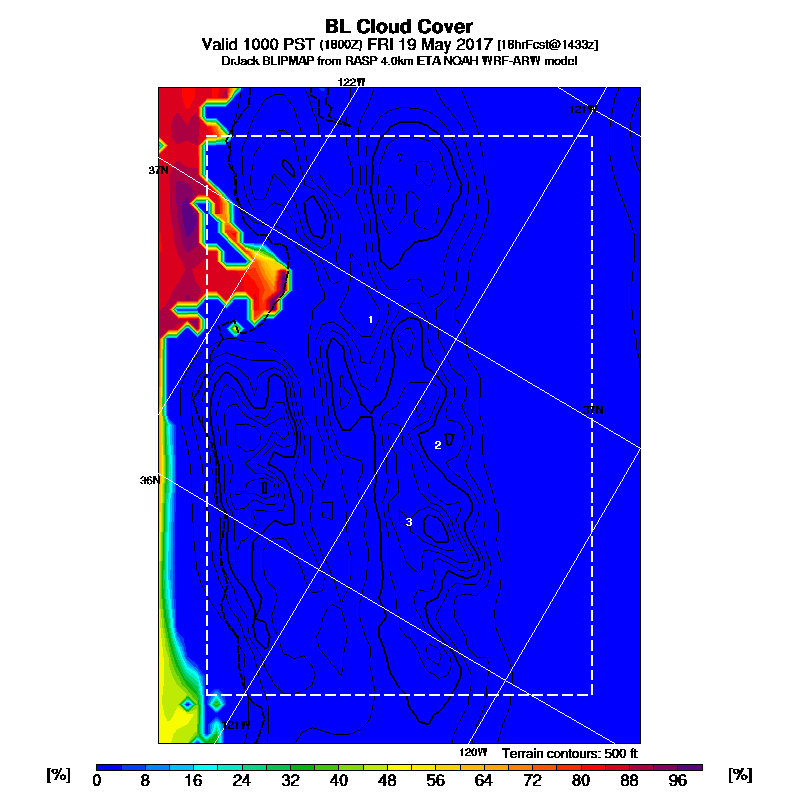 BL Cloud Cover
Valid 1000 PST (1800Z) FRI 19 May 2017 [18hrFcst@1433z]
DrJack BLIPMAP from RASP 4.0km ETA NOAH WRF-ARW model
122W
121W
37N
1
37N
2
36N
3
121W
120W Terrain contours: 500 ft
[%] 0 8 16 24 32 40 48 56 64 72 80 88 96 [%]